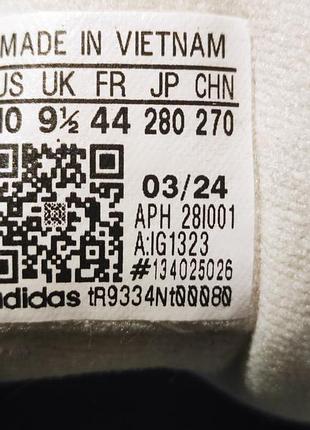 MADE IN VIETNAM
US UK FR JP CHN
10 9½ 44 280 270
03/24
APH 28I001
A:IG1323
#134025026
adidas tR9334Nt00080